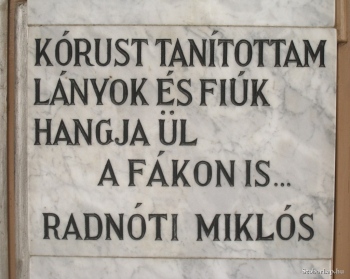 KÓRUST TANÍTOTTAM
LÁNYOK ÉS FIÚK
HANGJA ÜL
A FÁKON IS...
RADNÓTI MIKLÓS